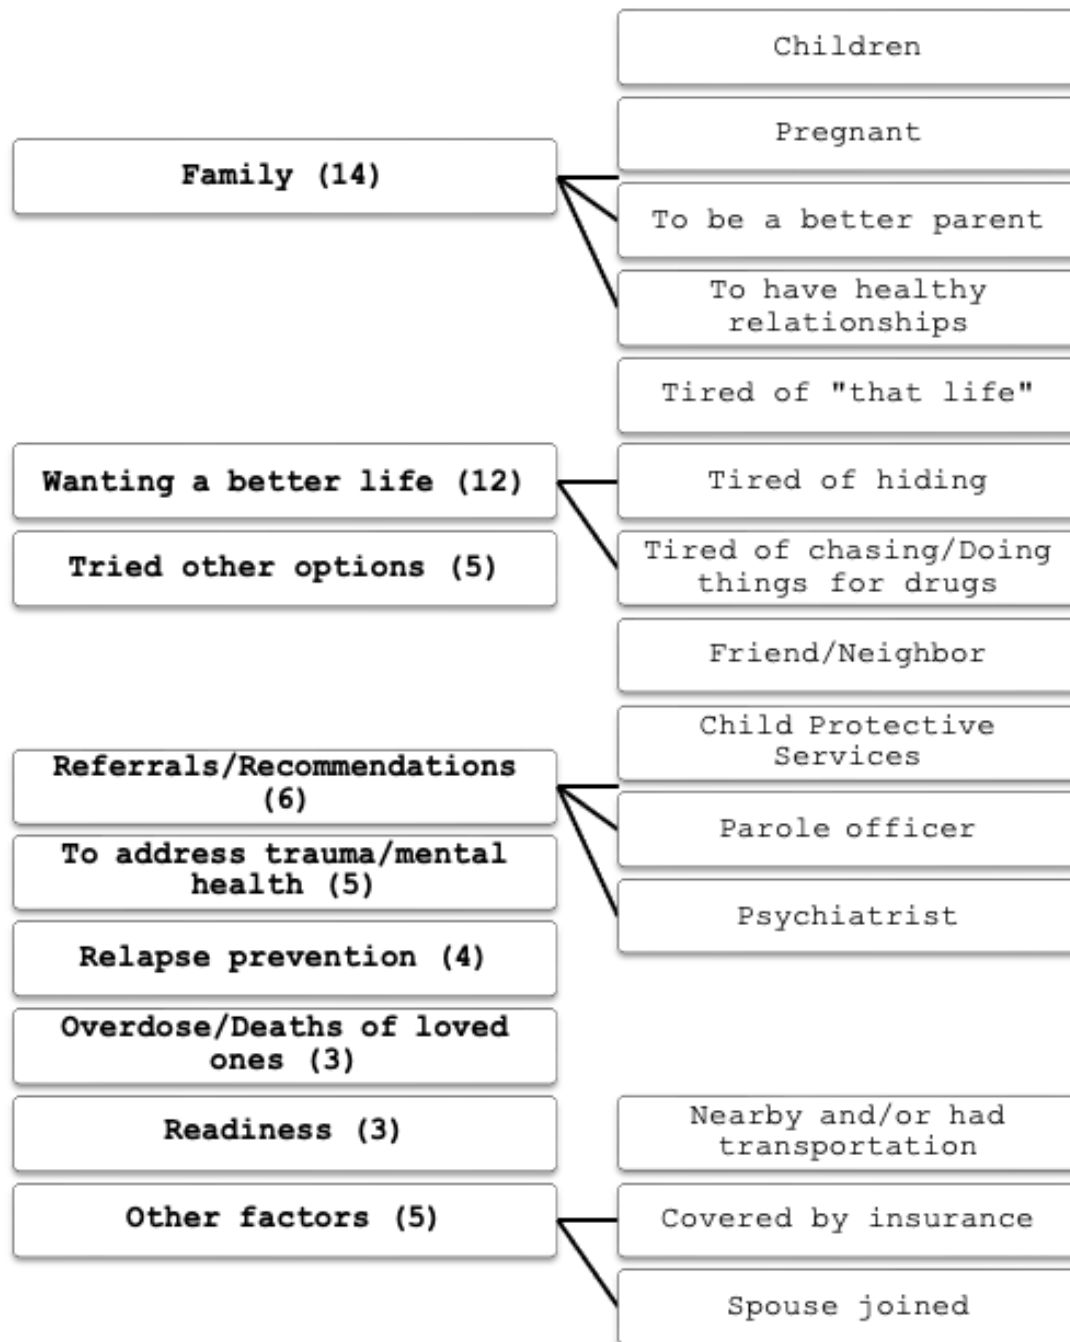 Children
Pregnant
Family (14)
To be a better parent
To have healthy
relationships
Tired of "that life"
Wanting a better life (12)
Tired of hiding
Tried other options (5)
Tired of chasing/Doing
things for drugs
Friend/Neighbor
Child Protective
Services
Referrals/Recommendations
(6)
Parole officer
To address trauma/mental
health (5)
Psychiatrist
Relapse prevention (4)
Overdose/Deaths of loved
ones (3)
Readiness (3)
Nearby and/or had
transportation
Other factors (5)
Covered by insurance
Spouse joined